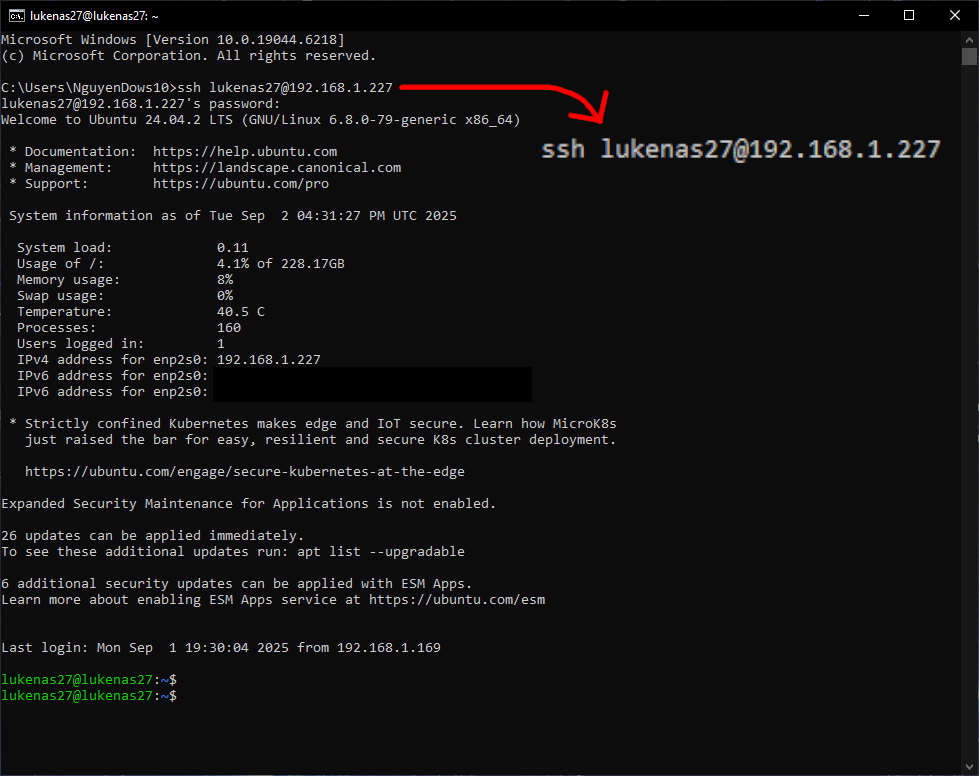 lukenas27@lukenas27: ~
Microsoft Windows [Version 10.0.19044.6218]
(c) Microsoft Corporation. All rights reserved.
C:\Users\NguyenDows10>ssh lukenas27@192.168.1.227
lukenas27@192.168.1.227's password:
Welcome to Ubuntu 24.04.2 LTS (GNU/Linux 6.8.0-79-generic x86_64)
ssh lukenas27@192.168.1.227
* Documentation:  https://help.ubuntu.com
* Management:     https://landscape.canonical.com
* Support:        https://ubuntu.com/pro
System information as of Tue Sep  2 04:31:27 PM UTC 2025
System load:             0.11
Usage of /:              4.1% of 228.17GB
Memory usage:            8%
Swap usage:              0%
Temperature:             40.5 C
Processes:               160
Users logged in:         1
IPv4 address for enp2s0: 192.168.1.227
IPv6 address for enp2s0:
IPv6 address for enp2s0:
* Strictly confined Kubernetes makes edge and IoT secure. Learn how MicroK8s
just raised the bar for easy, resilient and secure K8s cluster deployment.
https://ubuntu.com/engage/secure-kubernetes-at-the-edge
Expanded Security Maintenance for Applications is not enabled.
26 updates can be applied immediately.
To see these additional updates run: apt list --upgradable
6 additional security updates can be applied with ESM Apps.
Learn more about enabling ESM Apps service at https://ubuntu.com/esm
Last login: Mon Sep  1 19:30:04 2025 from 192.168.1.169
lukenas27@lukenas27:~$
lukenas27@lukenas27:~$